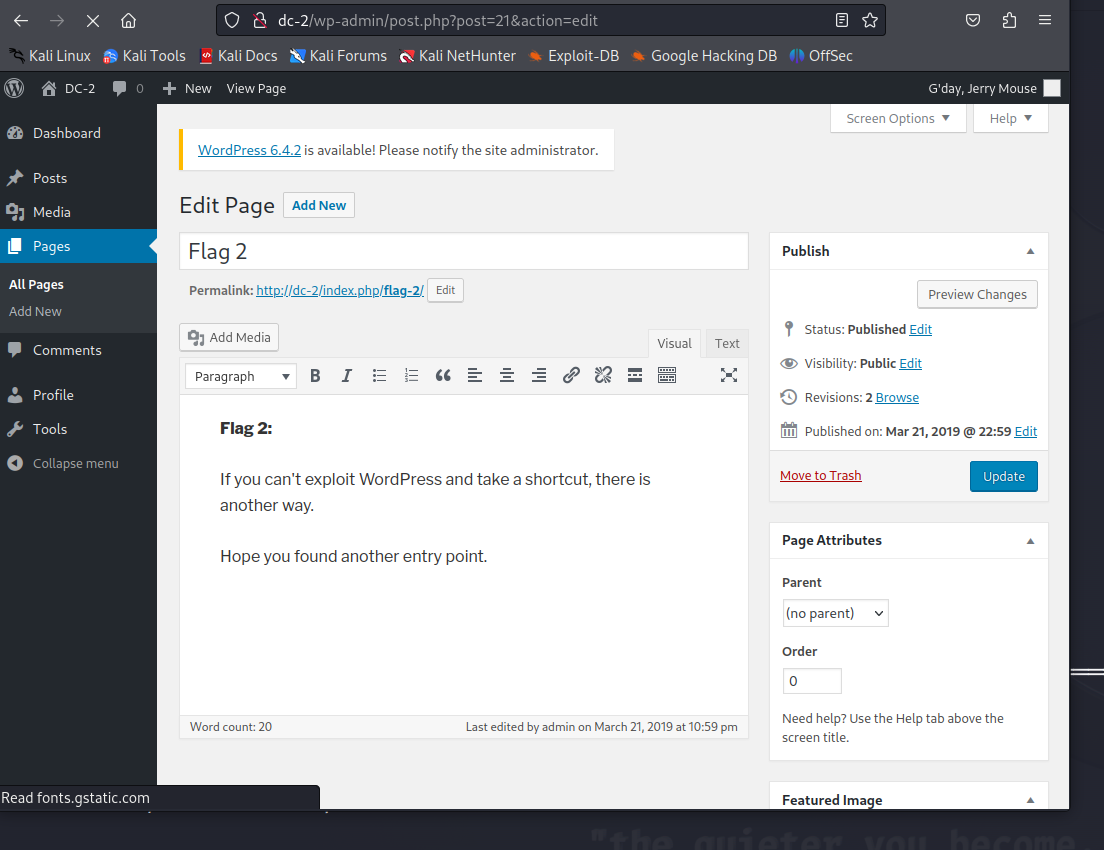 dc-2/wp-admin/post.php?post=21&action=edit
Kali Linux Kali Tools Kali Docs Kali Forums Kali NetHunter Exploit-DB Google Hacking DB OffSec
DC-2 0 New View Page G'day, Jerry Mouse
Screen Options Help
Dashboard
Posts
Media
Pages
All Pages
Add New
Comments
Profile
Tools
Collapse menu
WordPress 6.4.2 is available! Please notify the site administrator.
Edit Page Add New
Flag 2
Permalink: http://dc-2/index.php/flag-2/ Edit
Add Media
Visual Text
Paragraph
Flag 2:
If you can't exploit WordPress and take a shortcut, there is
another way.
Hope you found another entry point.
Word count: 20 Last edited by admin on March 21, 2019 at 10:59 pm
Publish
Preview Changes
Status: Published Edit
Visibility: Public Edit
Revisions: 2 Browse
Published on: Mar 21, 2019 @ 22:59 Edit
Move to Trash Update
Page Attributes
Parent
(no parent)
Order
0
Need help? Use the Help tab above the
screen title.
Featured Image
Read fonts.gstatic.com
"the quieter you become